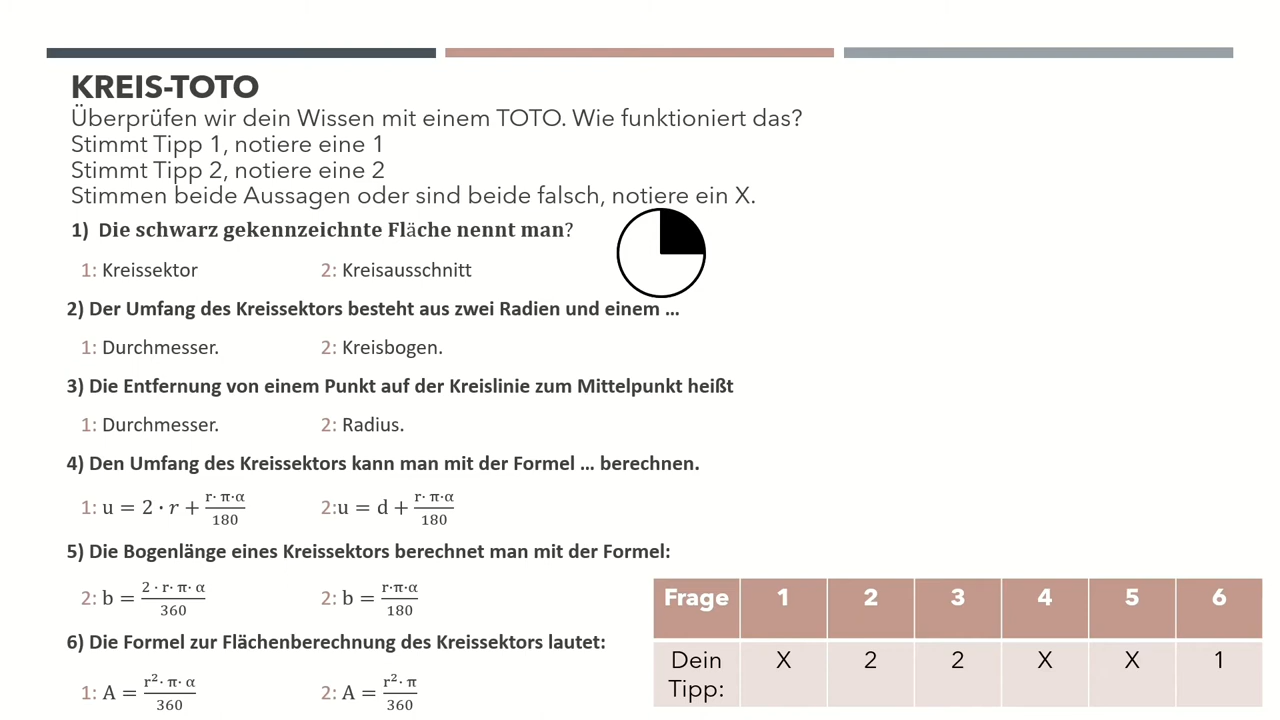 KREIS-TOTO
Überprüfen wir dein Wissen mit einem TOTO. Wie funktioniert das?
Stimmt Tipp 1, notiere eine 1
Stimmt Tipp 2, notiere eine 2
Stimmen beide Aussagen oder sind beide falsch, notiere ein X.
1) Die schwarz gekennzeichnte Fläche nennt man?
1: Kreissektor 2: Kreisausschnitt
2) Der Umfang des Kreissektors besteht aus zwei Radien und einem ...
1: Durchmesser. 2: Kreisbogen.
3) Die Entfernung von einem Punkt auf der Kreislinie zum Mittelpunkt heißt
1: Durchmesser. 2: Radius.
4) Den Umfang des Kreissektors kann man mit der Formel ... berechnen.
1: u = 2 · r + (r· π·α)/180 2:u = d + (r· π·α)/180
5) Die Bogenlänge eines Kreissektors berechnet man mit der Formel:
2: b = (2 · r· π· α)/360 2: b = (r·π·α)/180
6) Die Formel zur Flächenberechnung des Kreissektors lautet:
1: A = (r²· π· α)/360 2: A = (r²· π)/360
Frage 1 2 3 4 5 6
Dein Tipp: X 2 2 X X 1